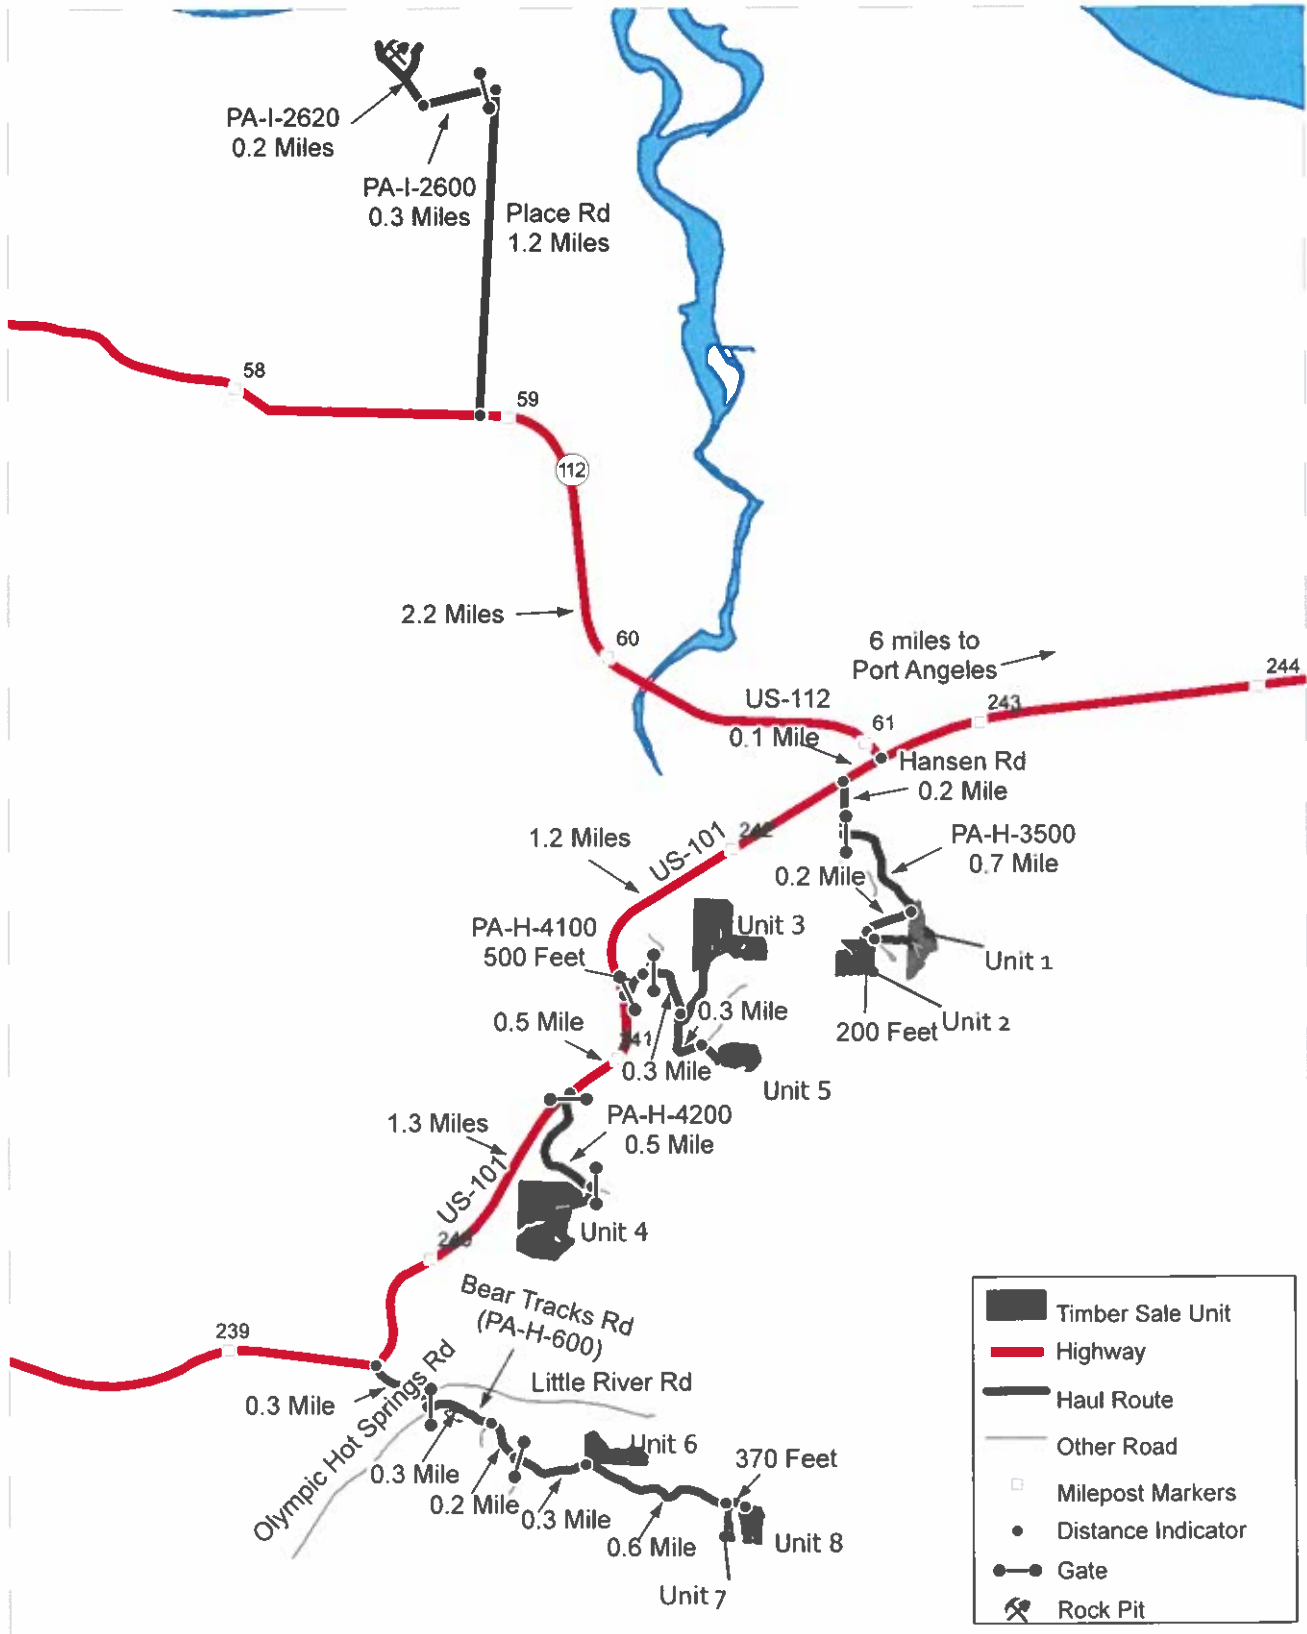 PA-I-2620
0.2 Miles
PA-I-2600
0.3 Miles
Place Rd
1.2 Miles
58
59
112
2.2 Miles
60
6 miles to
Port Angeles
244
243
US-112
61
0.1 Mile
Hansen Rd
0.2 Mile
242
1.2 Miles
US-101
PA-H-3500
0.7 Mile
0.2 Mile
PA-H-4100
500 Feet
Unit 3
Unit 1
0.3 Mile
0.5 Mile
200 Feet
Unit 2
241
0.3 Mile
Unit 5
PA-H-4200
0.5 Mile
1.3 Miles
US-101
Unit 4
240
Bear Tracks Rd
(PA-H-600)
239
Little River Rd
0.3 Mile
Olympic Hot Springs Rd
Unit 6
370 Feet
0.3 Mile
0.2 Mile
0.3 Mile
0.6 Mile
Unit 8
Unit 7
Timber Sale Unit
Highway
Haul Route
Other Road
Milepost Markers
Distance Indicator
Gate
Rock Pit